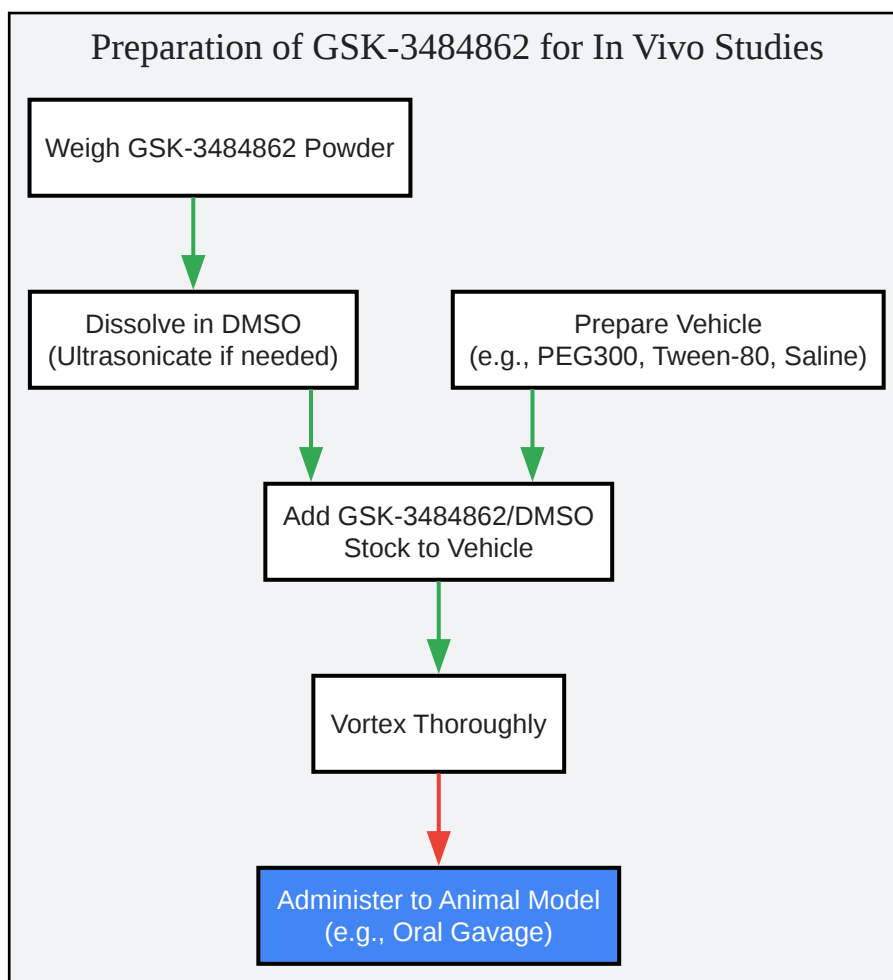 Preparation of GSK-3484862 for In Vivo Studies
Weigh GSK-3484862 Powder
Dissolve in DMSO
(Ultrasonicate if needed)
Prepare Vehicle
(e.g., PEG300, Tween-80, Saline)
Add GSK-3484862/DMSO
Stock to Vehicle
Vortex Thoroughly
Administer to Animal Model
(e.g., Oral Gavage)